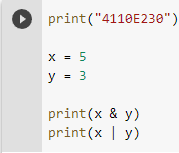 print("4110E230")
x = 5
y = 3
print(x & y)
print(x | y)